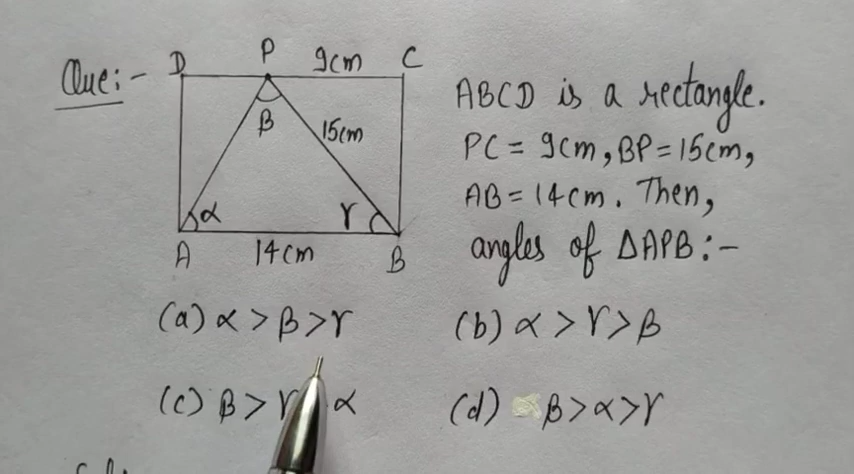 Que:-
D P 9cm C
β 15cm
α γ
A 14cm B
ABCD is a rectangle.
PC = 9cm, BP = 15cm,
AB = 14cm. Then,
angles of ΔAPB :-
(a) α > β > γ (b) α > γ > β
(c) β > γ α (d) β > α > γ